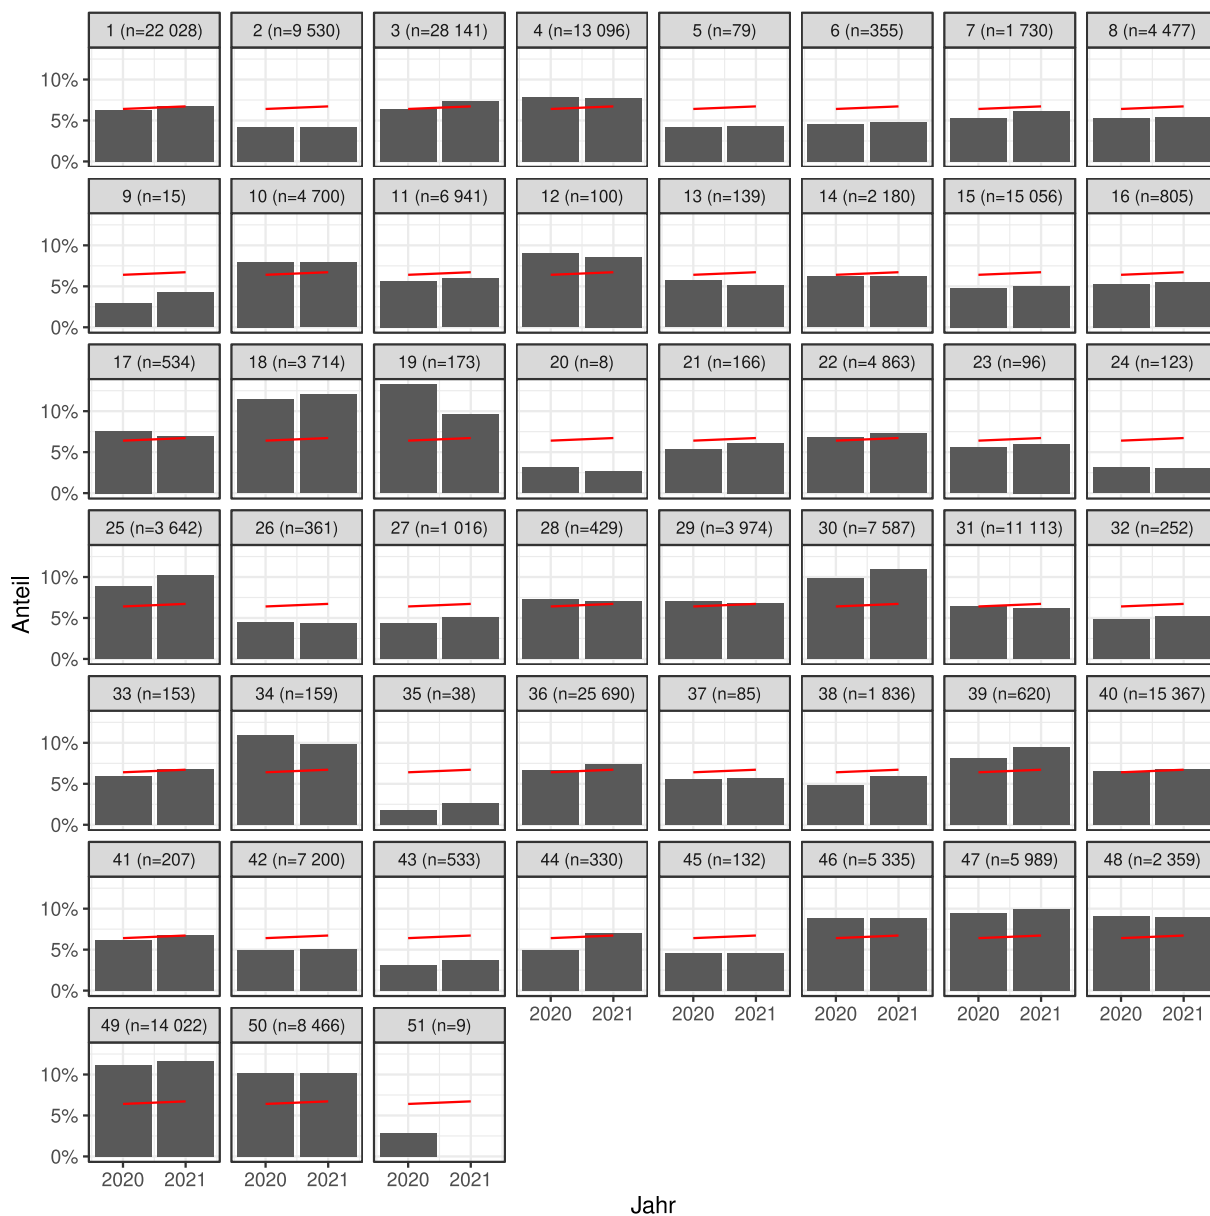 1 (n=22 028) 2 (n=9 530) 3 (n=28 141) 4 (n=13 096) 5 (n=79) 6 (n=355) 7 (n=1 730) 8 (n=4 477)
10%
5%
0%
9 (n=15) 10 (n=4 700) 11 (n=6 941) 12 (n=100) 13 (n=139) 14 (n=2 180) 15 (n=15 056) 16 (n=805)
10%
5%
0%
17 (n=534) 18 (n=3 714) 19 (n=173) 20 (n=8) 21 (n=166) 22 (n=4 863) 23 (n=96) 24 (n=123)
10%
5%
0%
25 (n=3 642) 26 (n=361) 27 (n=1 016) 28 (n=429) 29 (n=3 974) 30 (n=7 587) 31 (n=11 113) 32 (n=252)
10%
5%
0%
Anteil
33 (n=153) 34 (n=159) 35 (n=38) 36 (n=25 690) 37 (n=85) 38 (n=1 836) 39 (n=620) 40 (n=15 367)
10%
5%
0%
41 (n=207) 42 (n=7 200) 43 (n=533) 44 (n=330) 45 (n=132) 46 (n=5 335) 47 (n=5 989) 48 (n=2 359)
10%
5%
0%
2020 2021 2020 2021 2020 2021 2020 2021 2020 2021
49 (n=14 022) 50 (n=8 466) 51 (n=9)
10%
5%
0%
2020 2021 2020 2021 2020 2021
Jahr